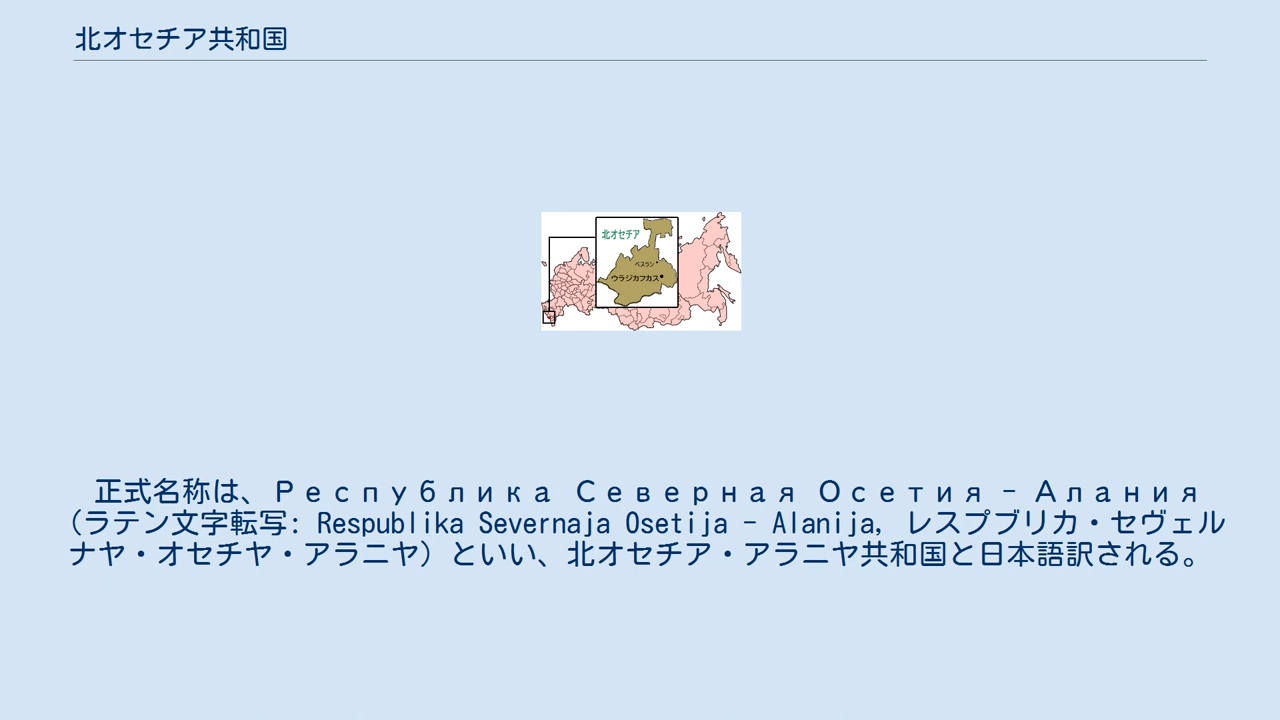 北オセチア共和国
北オセチア
ベスラン
ウラジカフカス
正式名称は、Республика Северная Осетия – Алания
(ラテン文字転写: Respublika Severnaja Osetija – Alanija, レスプブリカ・セヴェル
ナヤ・オセチヤ・アラニヤ) といい、北オセチア・アラニヤ共和国と日本語訳される。